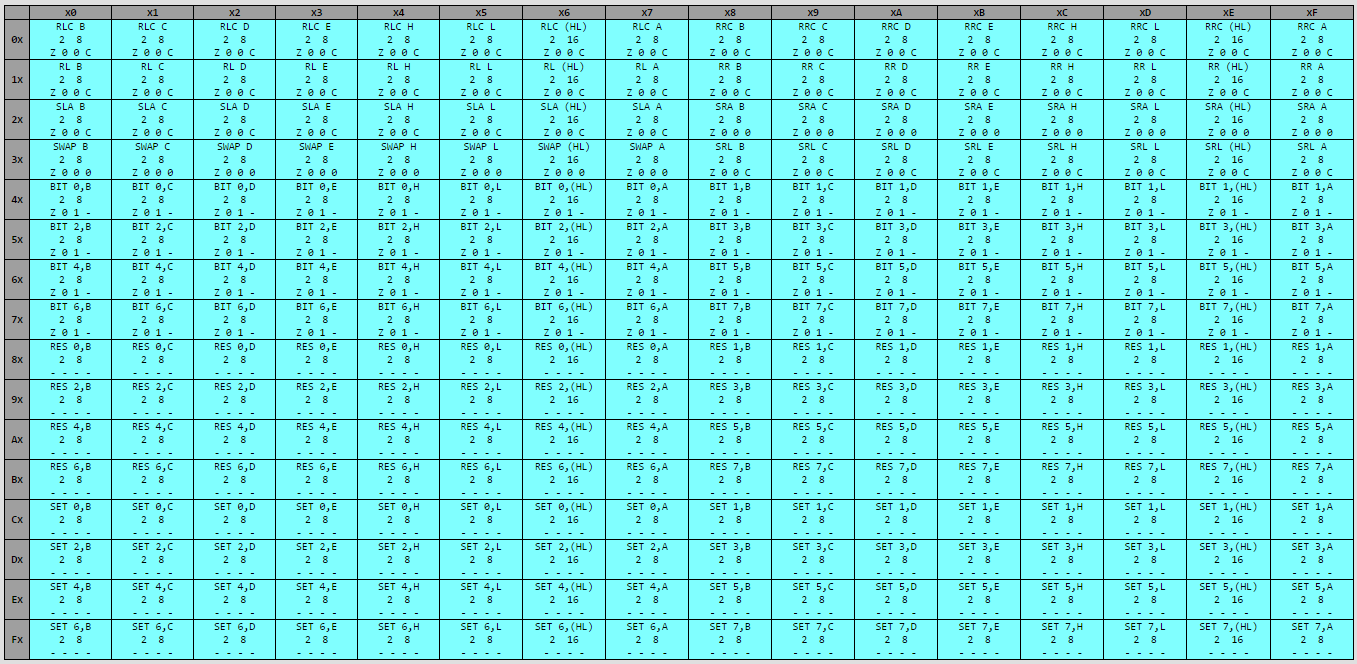 x0 x1 x2 x3 x4 x5 x6 x7 x8 x9 xA xB xC xD xE xF
RLC B RLC C RLC D RLC E RLC H RLC L RLC (HL) RLC A RRC B RRC C RRC D RRC E RRC H RRC L RRC (HL) RRC A
0x 2 8 2 8 2 8 2 8 2 8 2 8 2 16 2 8 2 8 2 8 2 8 2 8 2 8 2 8 2 16 2 8
Z 0 0 C Z 0 0 C Z 0 0 C Z 0 0 C Z 0 0 C Z 0 0 C Z 0 0 C Z 0 0 C Z 0 0 C Z 0 0 C Z 0 0 C Z 0 0 C Z 0 0 C Z 0 0 C Z 0 0 C Z 0 0 C
RL B RL C RL D RL E RL H RL L RL (HL) RL A RR B RR C RR D RR E RR H RR L RR (HL) RR A
1x 2 8 2 8 2 8 2 8 2 8 2 8 2 16 2 8 2 8 2 8 2 8 2 8 2 8 2 8 2 16 2 8
Z 0 0 C Z 0 0 C Z 0 0 C Z 0 0 C Z 0 0 C Z 0 0 C Z 0 0 C Z 0 0 C Z 0 0 C Z 0 0 C Z 0 0 C Z 0 0 C Z 0 0 C Z 0 0 C Z 0 0 C Z 0 0 C
SLA B SLA C SLA D SLA E SLA H SLA L SLA (HL) SLA A SRA B SRA C SRA D SRA E SRA H SRA L SRA (HL) SRA A
2x 2 8 2 8 2 8 2 8 2 8 2 8 2 16 2 8 2 8 2 8 2 8 2 8 2 8 2 8 2 16 2 8
Z 0 0 C Z 0 0 C Z 0 0 C Z 0 0 C Z 0 0 C Z 0 0 C Z 0 0 C Z 0 0 C Z 0 0 0 Z 0 0 0 Z 0 0 0 Z 0 0 0 Z 0 0 0 Z 0 0 0 Z 0 0 0 Z 0 0 0
SWAP B SWAP C SWAP D SWAP E SWAP H SWAP L SWAP (HL) SWAP A SRL B SRL C SRL D SRL E SRL H SRL L SRL (HL) SRL A
3x 2 8 2 8 2 8 2 8 2 8 2 8 2 16 2 8 2 8 2 8 2 8 2 8 2 8 2 8 2 16 2 8
Z 0 0 0 Z 0 0 0 Z 0 0 0 Z 0 0 0 Z 0 0 0 Z 0 0 0 Z 0 0 0 Z 0 0 0 Z 0 0 C Z 0 0 C Z 0 0 C Z 0 0 C Z 0 0 C Z 0 0 C Z 0 0 C Z 0 0 C
BIT 0,B BIT 0,C BIT 0,D BIT 0,E BIT 0,H BIT 0,L BIT 0,(HL) BIT 0,A BIT 1,B BIT 1,C BIT 1,D BIT 1,E BIT 1,H BIT 1,L BIT 1,(HL) BIT 1,A
4x 2 8 2 8 2 8 2 8 2 8 2 8 2 16 2 8 2 8 2 8 2 8 2 8 2 8 2 8 2 16 2 8
Z 0 1 - Z 0 1 - Z 0 1 - Z 0 1 - Z 0 1 - Z 0 1 - Z 0 1 - Z 0 1 - Z 0 1 - Z 0 1 - Z 0 1 - Z 0 1 - Z 0 1 - Z 0 1 - Z 0 1 - Z 0 1 -
BIT 2,B BIT 2,C BIT 2,D BIT 2,E BIT 2,H BIT 2,L BIT 2,(HL) BIT 2,A BIT 3,B BIT 3,C BIT 3,D BIT 3,E BIT 3,H BIT 3,L BIT 3,(HL) BIT 3,A
5x 2 8 2 8 2 8 2 8 2 8 2 8 2 16 2 8 2 8 2 8 2 8 2 8 2 8 2 8 2 16 2 8
Z 0 1 - Z 0 1 - Z 0 1 - Z 0 1 - Z 0 1 - Z 0 1 - Z 0 1 - Z 0 1 - Z 0 1 - Z 0 1 - Z 0 1 - Z 0 1 - Z 0 1 - Z 0 1 - Z 0 1 - Z 0 1 -
BIT 4,B BIT 4,C BIT 4,D BIT 4,E BIT 4,H BIT 4,L BIT 4,(HL) BIT 4,A BIT 5,B BIT 5,C BIT 5,D BIT 5,E BIT 5,H BIT 5,L BIT 5,(HL) BIT 5,A
6x 2 8 2 8 2 8 2 8 2 8 2 8 2 16 2 8 2 8 2 8 2 8 2 8 2 8 2 8 2 16 2 8
Z 0 1 - Z 0 1 - Z 0 1 - Z 0 1 - Z 0 1 - Z 0 1 - Z 0 1 - Z 0 1 - Z 0 1 - Z 0 1 - Z 0 1 - Z 0 1 - Z 0 1 - Z 0 1 - Z 0 1 - Z 0 1 -
BIT 6,B BIT 6,C BIT 6,D BIT 6,E BIT 6,H BIT 6,L BIT 6,(HL) BIT 6,A BIT 7,B BIT 7,C BIT 7,D BIT 7,E BIT 7,H BIT 7,L BIT 7,(HL) BIT 7,A
7x 2 8 2 8 2 8 2 8 2 8 2 8 2 16 2 8 2 8 2 8 2 8 2 8 2 8 2 8 2 16 2 8
Z 0 1 - Z 0 1 - Z 0 1 - Z 0 1 - Z 0 1 - Z 0 1 - Z 0 1 - Z 0 1 - Z 0 1 - Z 0 1 - Z 0 1 - Z 0 1 - Z 0 1 - Z 0 1 - Z 0 1 - Z 0 1 -
RES 0,B RES 0,C RES 0,D RES 0,E RES 0,H RES 0,L RES 0,(HL) RES 0,A RES 1,B RES 1,C RES 1,D RES 1,E RES 1,H RES 1,L RES 1,(HL) RES 1,A
8x 2 8 2 8 2 8 2 8 2 8 2 8 2 16 2 8 2 8 2 8 2 8 2 8 2 8 2 8 2 16 2 8
- - - - - - - - - - - - - - - - - - - - - - - - - - - - - - - - - - - - - - - - - - - - - - - - - - - - - - - - - - - - - - - -
RES 2,B RES 2,C RES 2,D RES 2,E RES 2,H RES 2,L RES 2,(HL) RES 2,A RES 3,B RES 3,C RES 3,D RES 3,E RES 3,H RES 3,L RES 3,(HL) RES 3,A
9x 2 8 2 8 2 8 2 8 2 8 2 8 2 16 2 8 2 8 2 8 2 8 2 8 2 8 2 8 2 16 2 8
- - - - - - - - - - - - - - - - - - - - - - - - - - - - - - - - - - - - - - - - - - - - - - - - - - - - - - - - - - - - - - - -
RES 4,B RES 4,C RES 4,D RES 4,E RES 4,H RES 4,L RES 4,(HL) RES 4,A RES 5,B RES 5,C RES 5,D RES 5,E RES 5,H RES 5,L RES 5,(HL) RES 5,A
Ax 2 8 2 8 2 8 2 8 2 8 2 8 2 16 2 8 2 8 2 8 2 8 2 8 2 8 2 8 2 16 2 8
- - - - - - - - - - - - - - - - - - - - - - - - - - - - - - - - - - - - - - - - - - - - - - - - - - - - - - - - - - - - - - - -
RES 6,B RES 6,C RES 6,D RES 6,E RES 6,H RES 6,L RES 6,(HL) RES 6,A RES 7,B RES 7,C RES 7,D RES 7,E RES 7,H RES 7,L RES 7,(HL) RES 7,A
Bx 2 8 2 8 2 8 2 8 2 8 2 8 2 16 2 8 2 8 2 8 2 8 2 8 2 8 2 8 2 16 2 8
- - - - - - - - - - - - - - - - - - - - - - - - - - - - - - - - - - - - - - - - - - - - - - - - - - - - - - - - - - - - - - - -
SET 0,B SET 0,C SET 0,D SET 0,E SET 0,H SET 0,L SET 0,(HL) SET 0,A SET 1,B SET 1,C SET 1,D SET 1,E SET 1,H SET 1,L SET 1,(HL) SET 1,A
Cx 2 8 2 8 2 8 2 8 2 8 2 8 2 16 2 8 2 8 2 8 2 8 2 8 2 8 2 8 2 16 2 8
- - - - - - - - - - - - - - - - - - - - - - - - - - - - - - - - - - - - - - - - - - - - - - - - - - - - - - - - - - - - - - - -
SET 2,B SET 2,C SET 2,D SET 2,E SET 2,H SET 2,L SET 2,(HL) SET 2,A SET 3,B SET 3,C SET 3,D SET 3,E SET 3,H SET 3,L SET 3,(HL) SET 3,A
Dx 2 8 2 8 2 8 2 8 2 8 2 8 2 16 2 8 2 8 2 8 2 8 2 8 2 8 2 8 2 16 2 8
- - - - - - - - - - - - - - - - - - - - - - - - - - - - - - - - - - - - - - - - - - - - - - - - - - - - - - - - - - - - - - - -
SET 4,B SET 4,C SET 4,D SET 4,E SET 4,H SET 4,L SET 4,(HL) SET 4,A SET 5,B SET 5,C SET 5,D SET 5,E SET 5,H SET 5,L SET 5,(HL) SET 5,A
Ex 2 8 2 8 2 8 2 8 2 8 2 8 2 16 2 8 2 8 2 8 2 8 2 8 2 8 2 8 2 16 2 8
- - - - - - - - - - - - - - - - - - - - - - - - - - - - - - - - - - - - - - - - - - - - - - - - - - - - - - - - - - - - - - - -
SET 6,B SET 6,C SET 6,D SET 6,E SET 6,H SET 6,L SET 6,(HL) SET 6,A SET 7,B SET 7,C SET 7,D SET 7,E SET 7,H SET 7,L SET 7,(HL) SET 7,A
Fx 2 8 2 8 2 8 2 8 2 8 2 8 2 16 2 8 2 8 2 8 2 8 2 8 2 8 2 8 2 16 2 8
- - - - - - - - - - - - - - - - - - - - - - - - - - - - - - - - - - - - - - - - - - - - - - - - - - - - - - - - - - - - - - - -